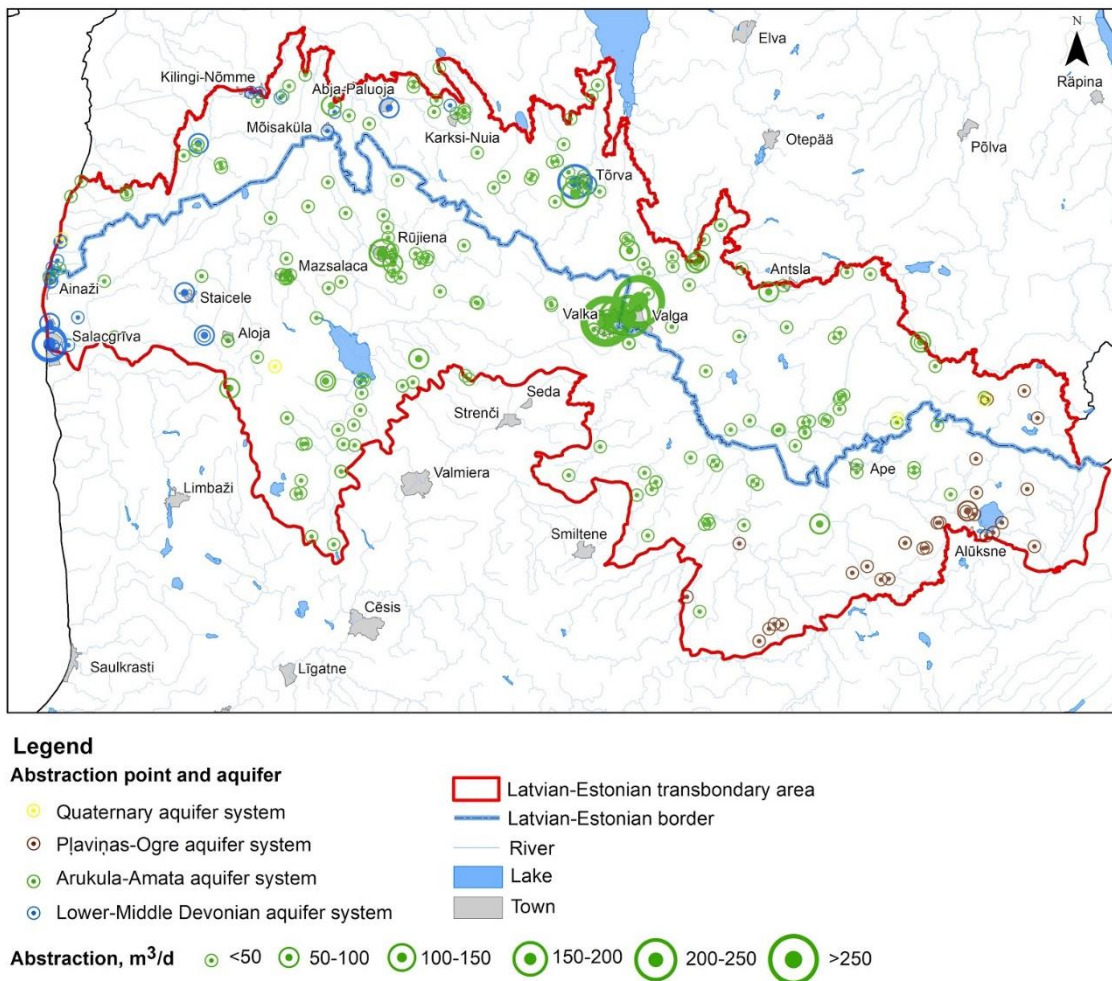 N
Elva
Kilingi-Nõmme
Abja-Paluoja
Räpina
Mõisaküla
Karksi-Nuia
Otepää
Põlva
Tõrva
Rūjiena
Mazsalaca
Antsla
Ainaži
Staicele
Valka
Valga
Salacgrīva
Aloja
Seda
Strenči
Ape
Valmiera
Limbaži
Smiltene
Alūksne
Cēsis
Saulkrasti
Līgatne
Legend
Abstraction point and aquifer
Quaternary aquifer system
Pļaviņas-Ogre aquifer system
Arukula-Amata aquifer system
Lower-Middle Devonian aquifer system
Latvian-Estonian transbondary area
Latvian-Estonian border
River
Lake
Town
Abstraction, m³/d <50 50-100 100-150 150-200 200-250 >250